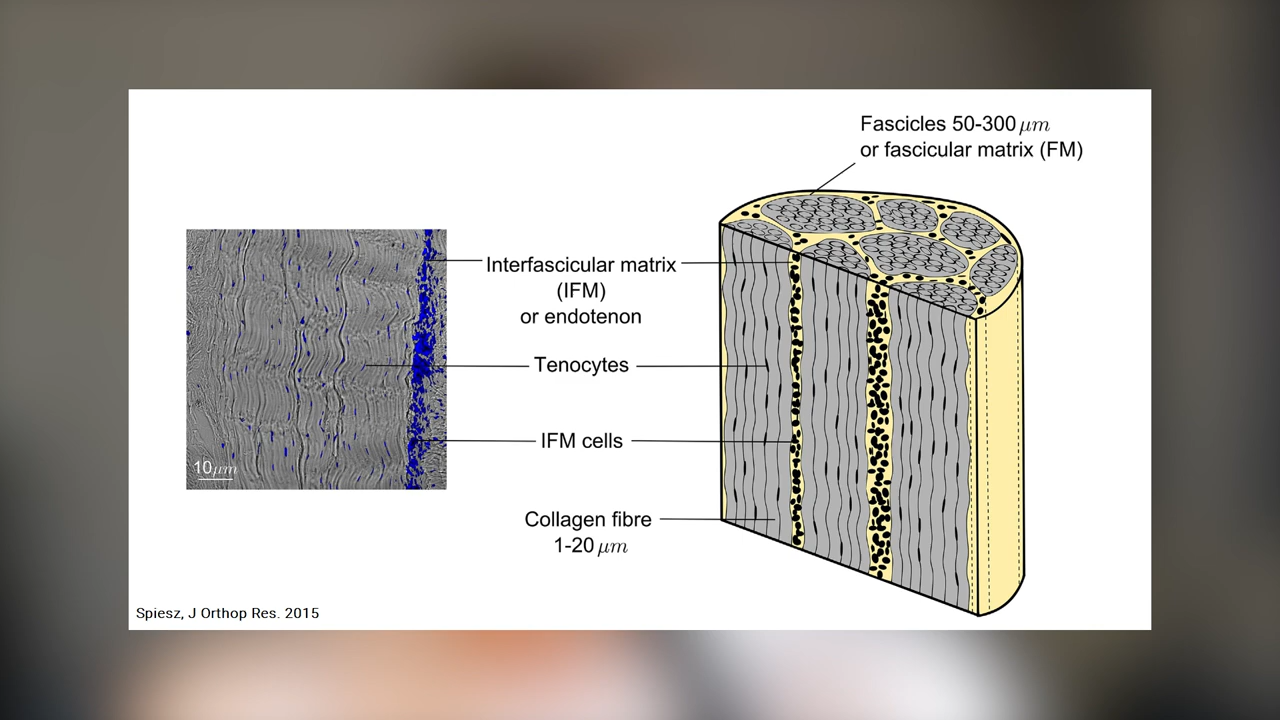 Fascicles 50-300 μm
or fascicular matrix (FM)
Interfascicular matrix
(IFM)
or endotenon
Tenocytes
IFM cells
10μm
Collagen fibre
1-20 μm
Spiesz, J Orthop Res. 2015